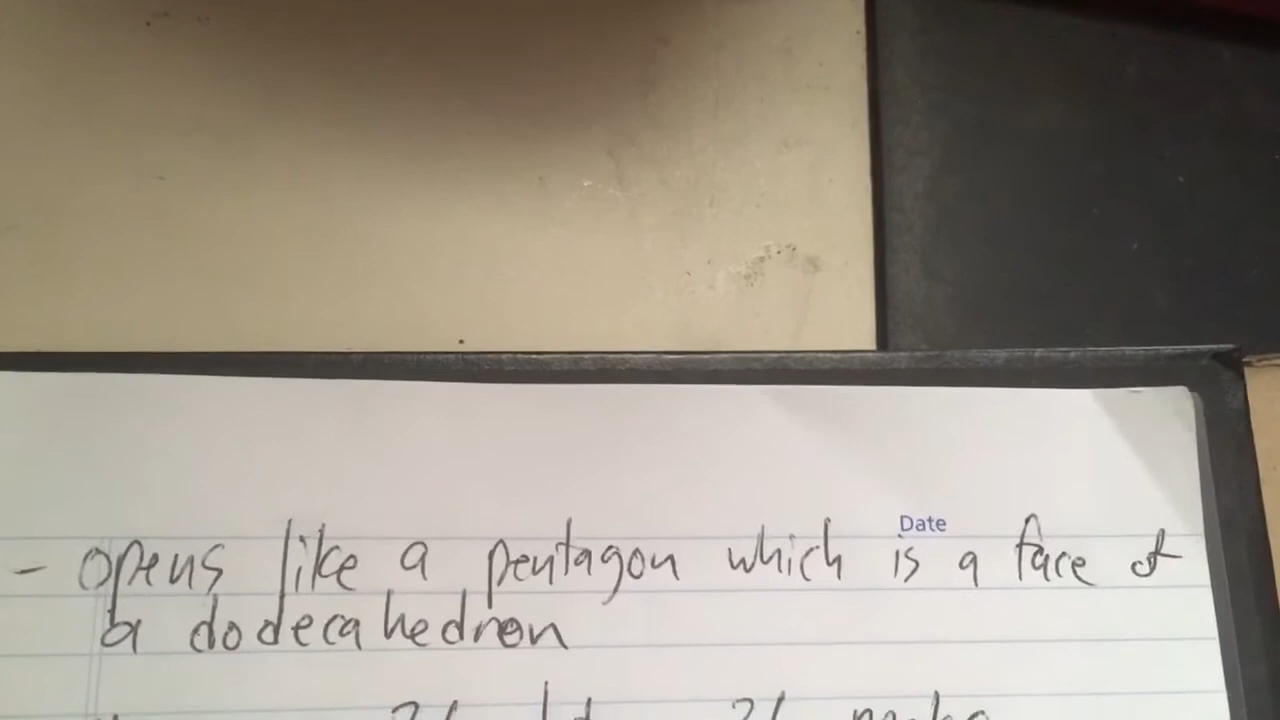 Date
- opens like a pentagon which is a face of
a dodecahedron